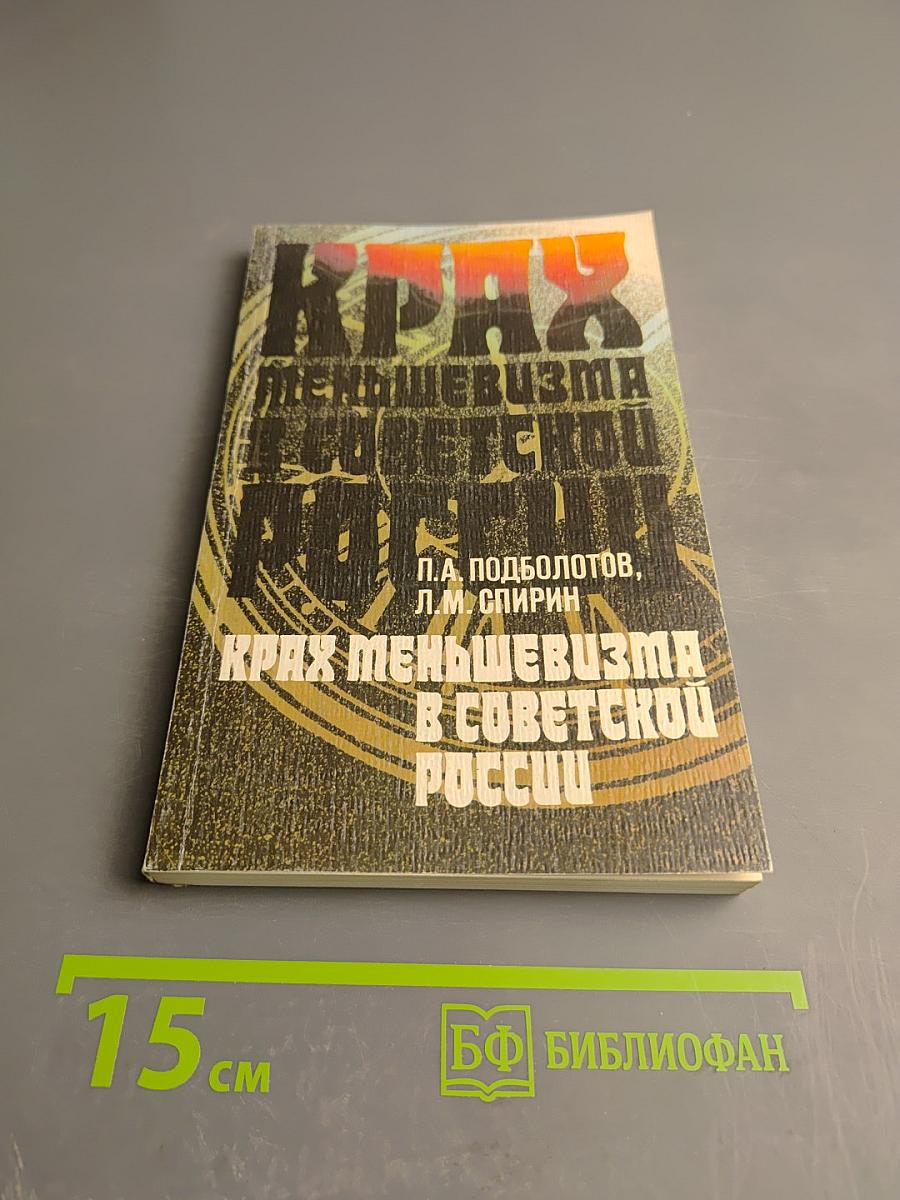 КРАХ
МЕНЬШЕВИЗМА
В СОВЕТСКОЙ
РОССИИ
П.А. ПОДБОЛОТОВ,
Л.М. СПИРИН
КРАХ МЕНЬШЕВИЗМА
В СОВЕТСКОЙ
РОССИИ
15 см
БФ БИБЛИОФАН